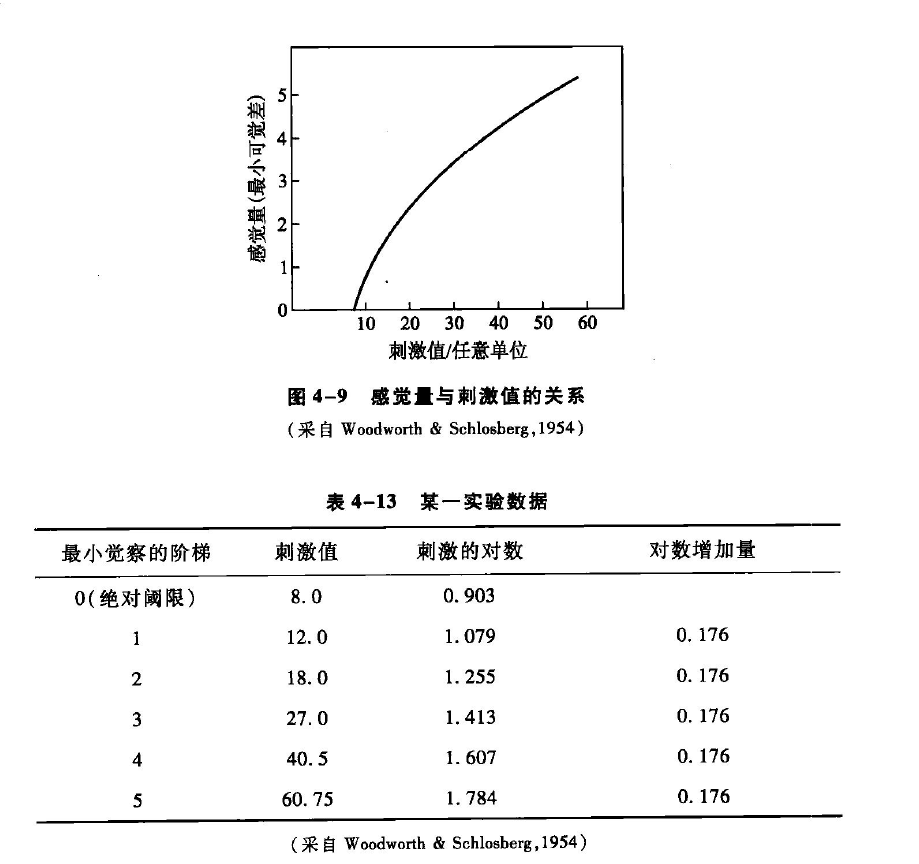 感觉量(最小可觉差)
5
4
3
2
1
0
10 20 30 40 50 60
刺激值/任意单位
图 4-9 感觉量与刺激值的关系
(采自 Woodworth & Schlosberg,1954)
表 4-13 某一实验数据
最小觉察的阶梯 刺激值 刺激的对数 对数增加量
0(绝对阈限) 8.0 0.903
1 12.0 1.079 0.176
2 18.0 1.255 0.176
3 27.0 1.413 0.176
4 40.5 1.607 0.176
5 60.75 1.784 0.176
(采自 Woodworth & Schlosberg,1954)